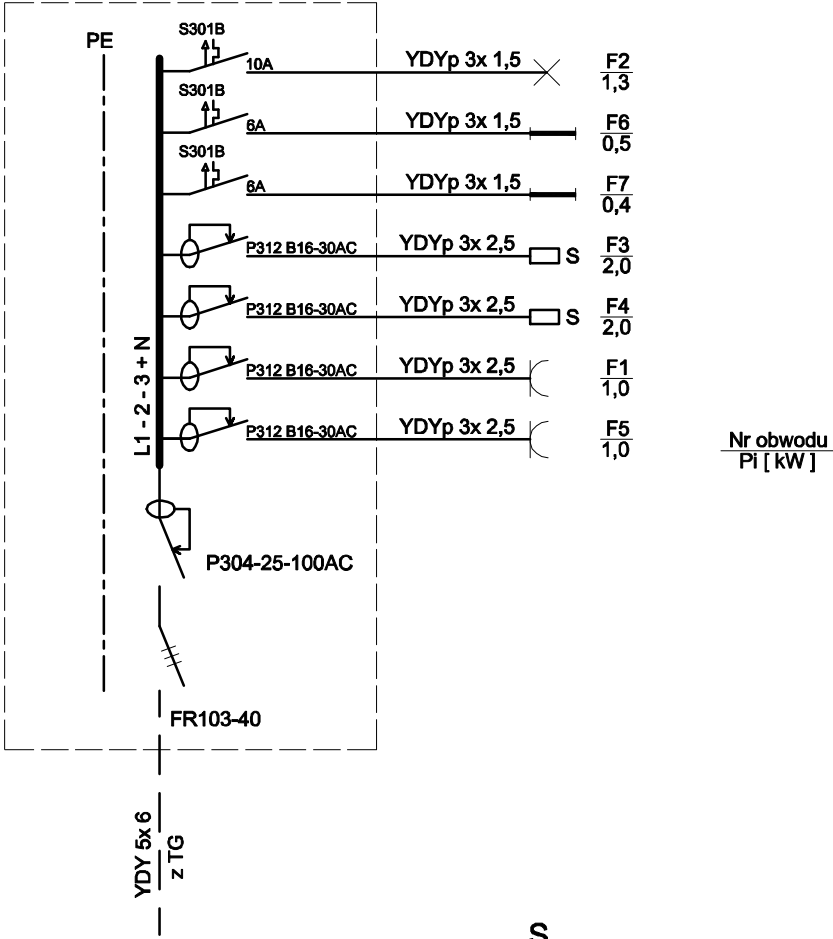 PE
S301B
10A
YDYp 3x 1,5
F2
1,3
S301B
6A
YDYp 3x 1,5
F6
0,5
S301B
6A
YDYp 3x 1,5
F7
0,4
P312 B16-30AC
YDYp 3x 2,5
S
F3
2,0
P312 B16-30AC
YDYp 3x 2,5
S
F4
2,0
P312 B16-30AC
YDYp 3x 2,5
F1
1,0
P312 B16-30AC
YDYp 3x 2,5
F5
1,0
L1 - 2 - 3 + N
Nr obwodu
Pi [ kW ]
P304-25-100AC
FR103-40
YDY 5x 6
z TG
S